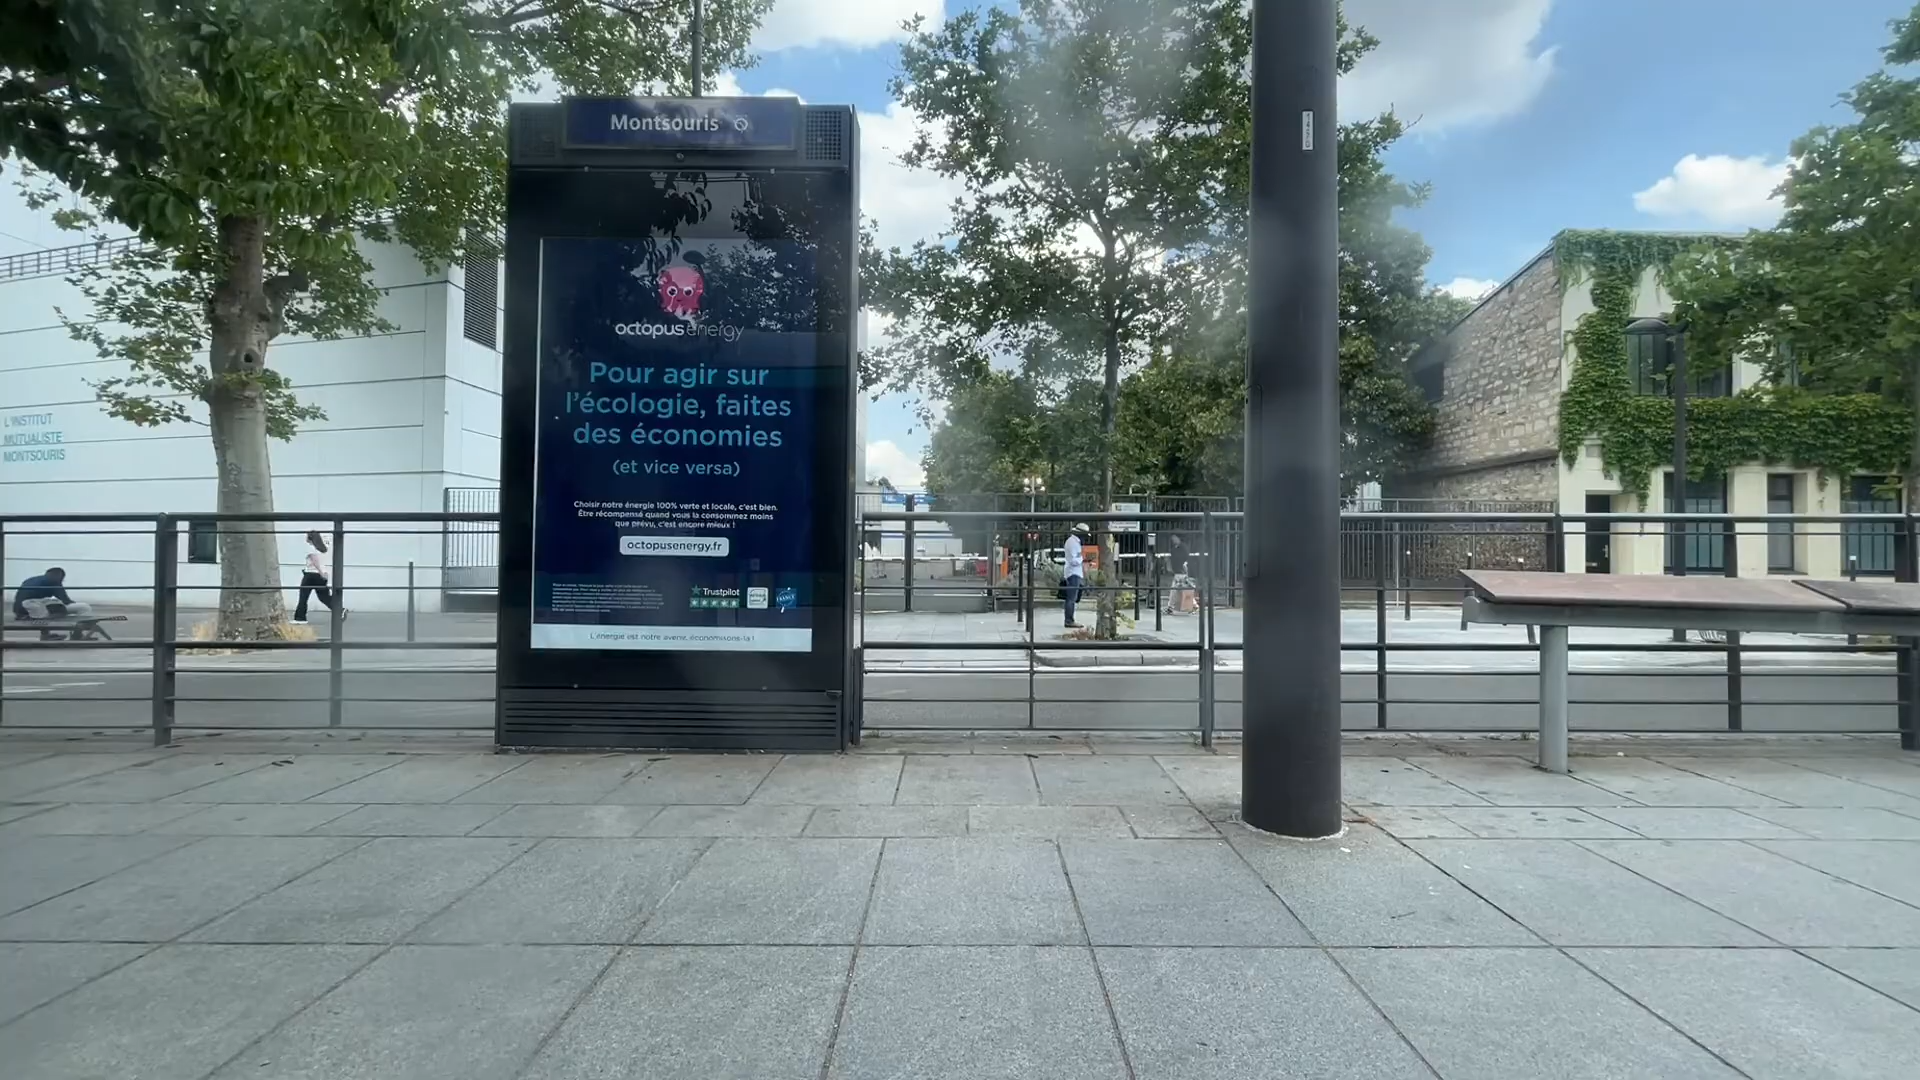 Montsouris
octopus energy
Pour agir sur
l'écologie, faites
des économies
(et vice versa)
Choisir notre énergie 100% verte et locale, c'est bien.
Être récompensé quand vous la consommez moins
que prévu, c'est encore mieux !
octopusenergy.fr
Trustpilot
L'énergie est notre avenir, économisons-la !
L'INSTITUT
MUTUALISTE
MONTSOURIS